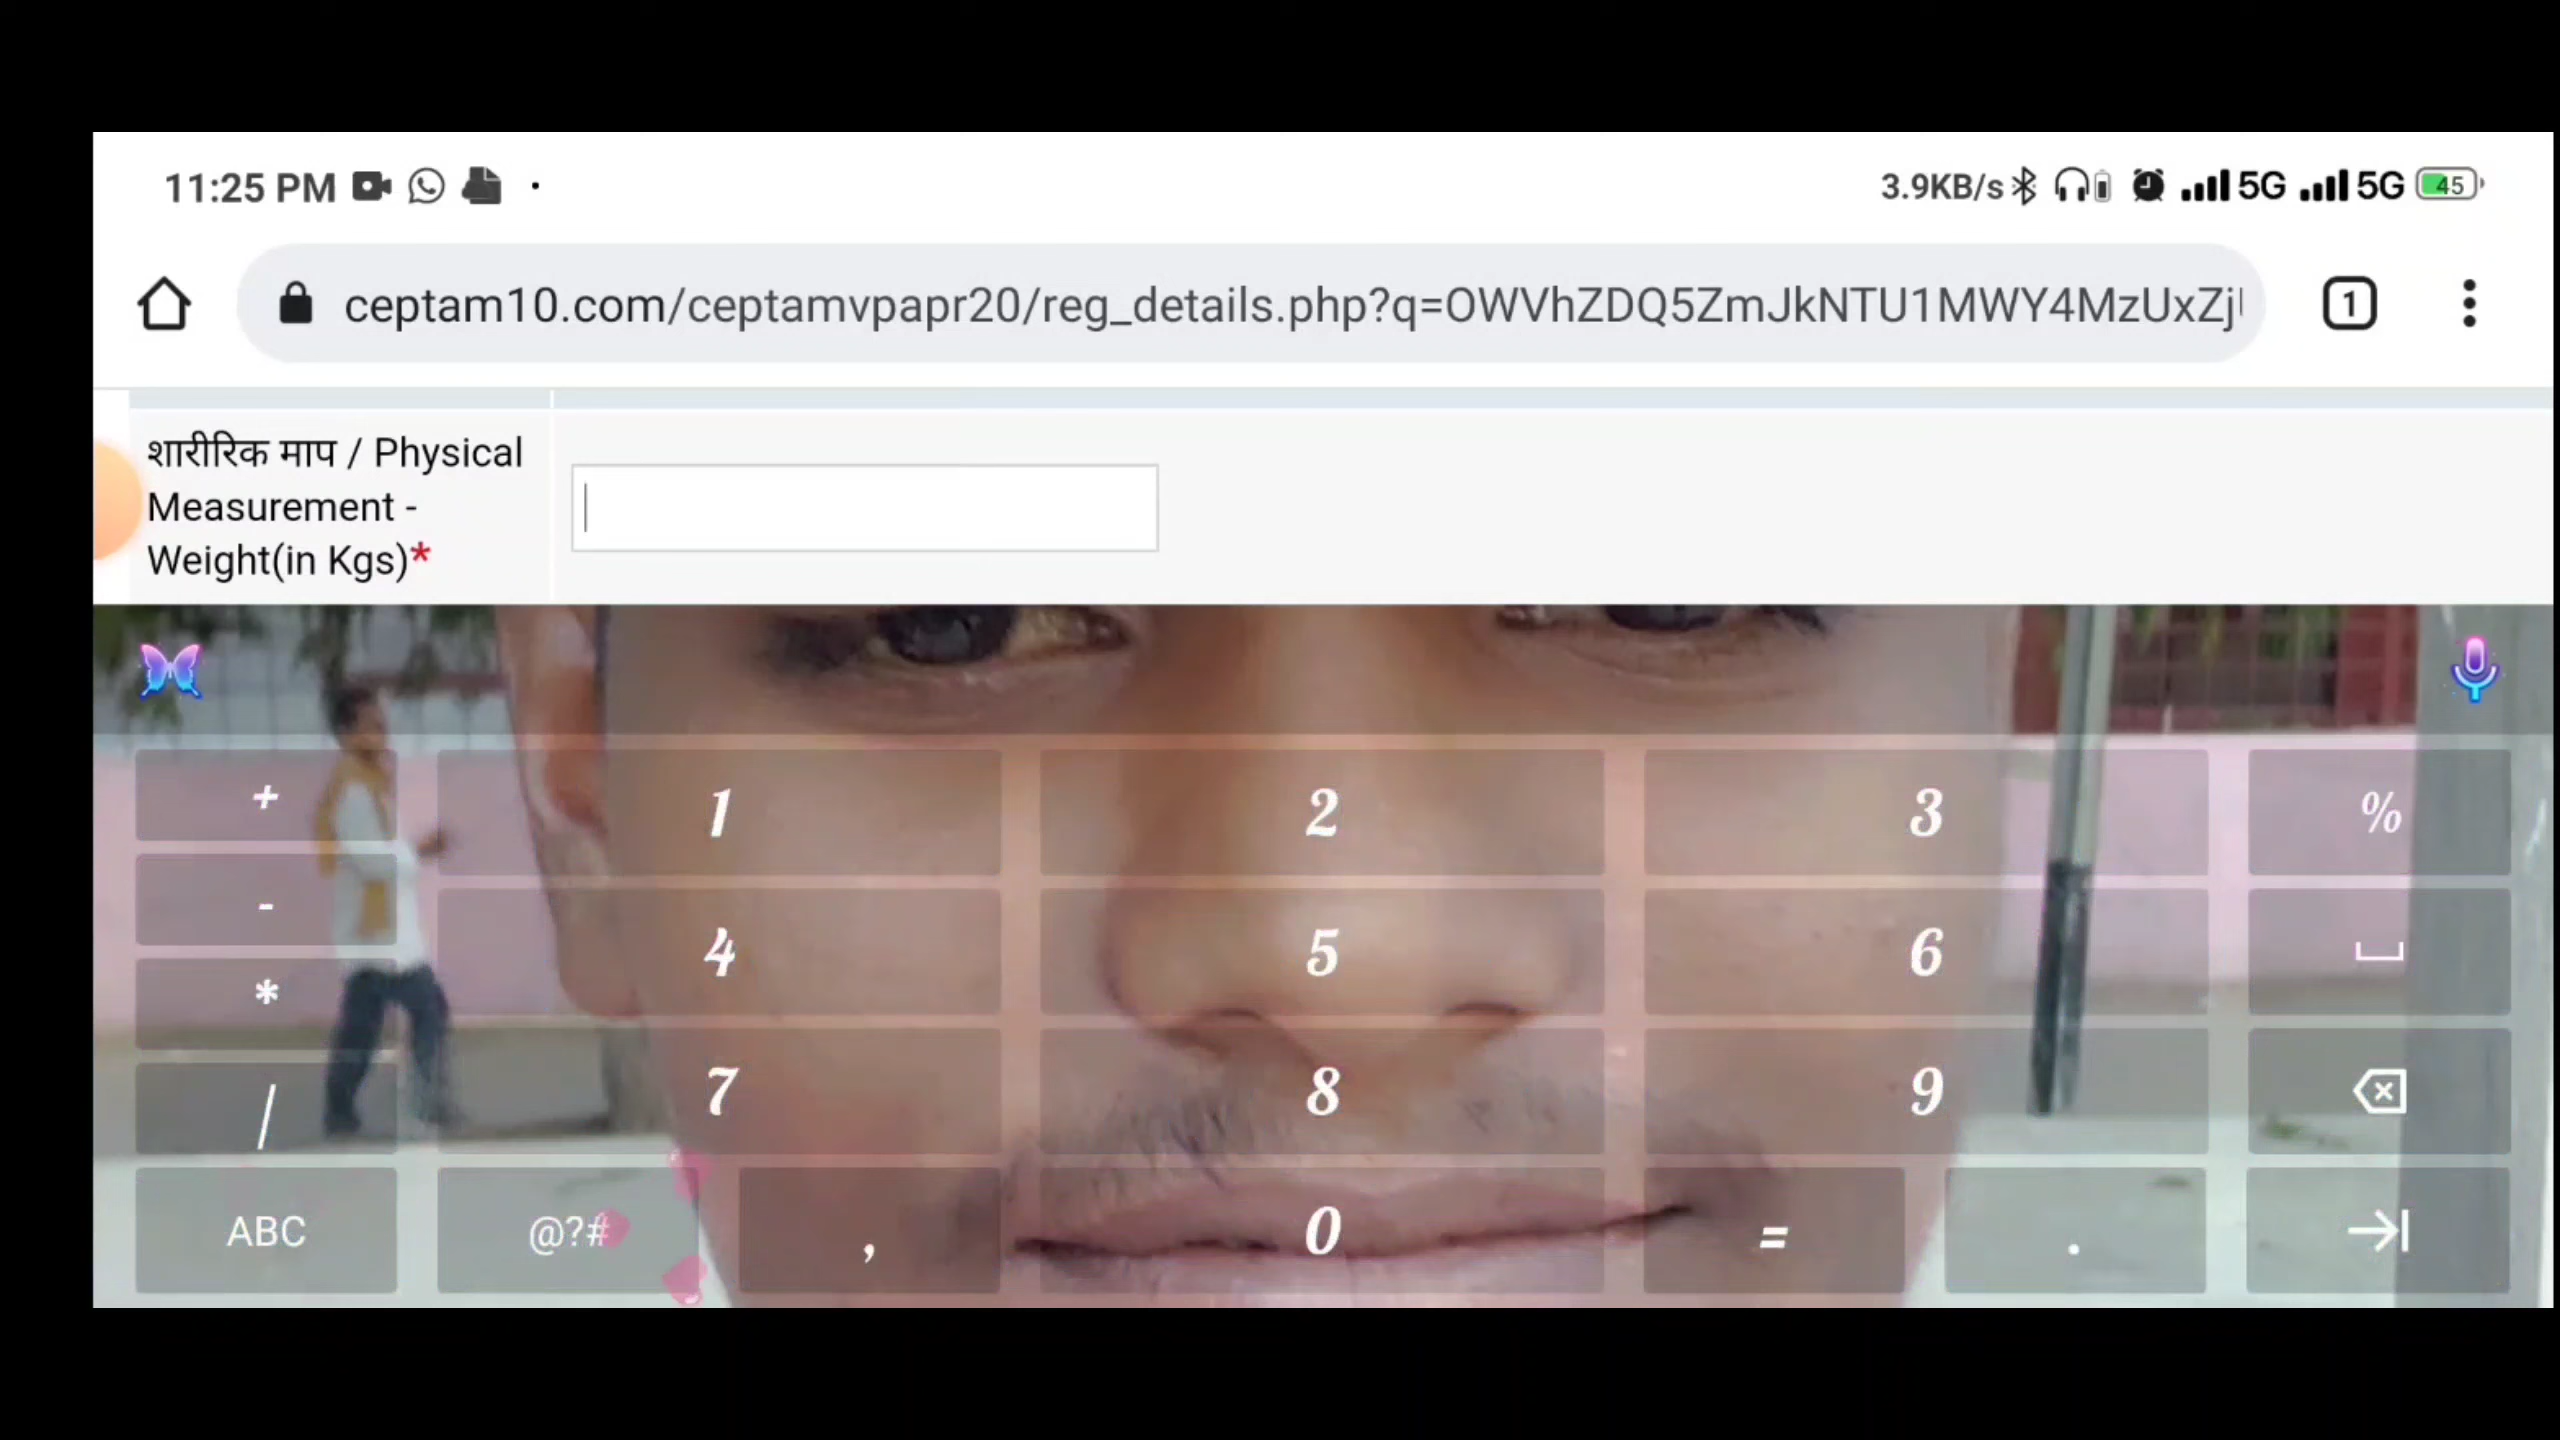 11:25 PM
3.9KB/s 5G 5G 45
ceptam10.com/ceptamvpapr20/reg_details.php?q=OWVhZDQ5ZmJkNTU1MWY4MzUxZj
1
शारीरिक माप / Physical
Measurement -
Weight(in Kgs)*
+ 1 2 3 %
- 4 5 6
* 7 8 9
/
ABC @?# , 0 = .